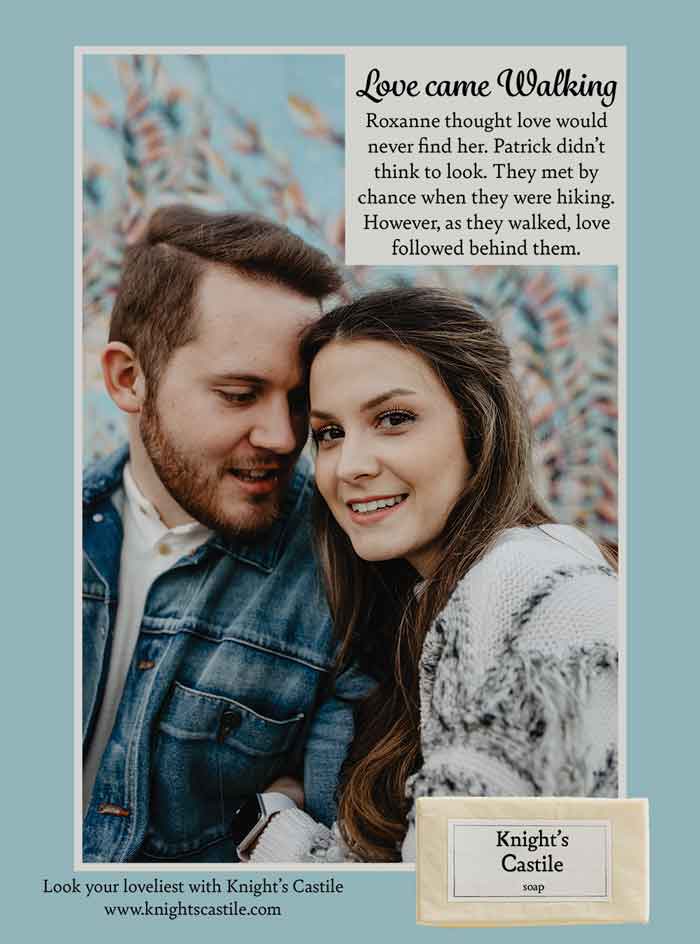 Love came Walking
Roxanne thought love would
never find her. Patrick didn't
think to look. They met by
chance when they were hiking.
However, as they walked, love
followed behind them.
Knight's
Castile
soap
Look your loveliest with Knight's Castile
www.knightscastile.com